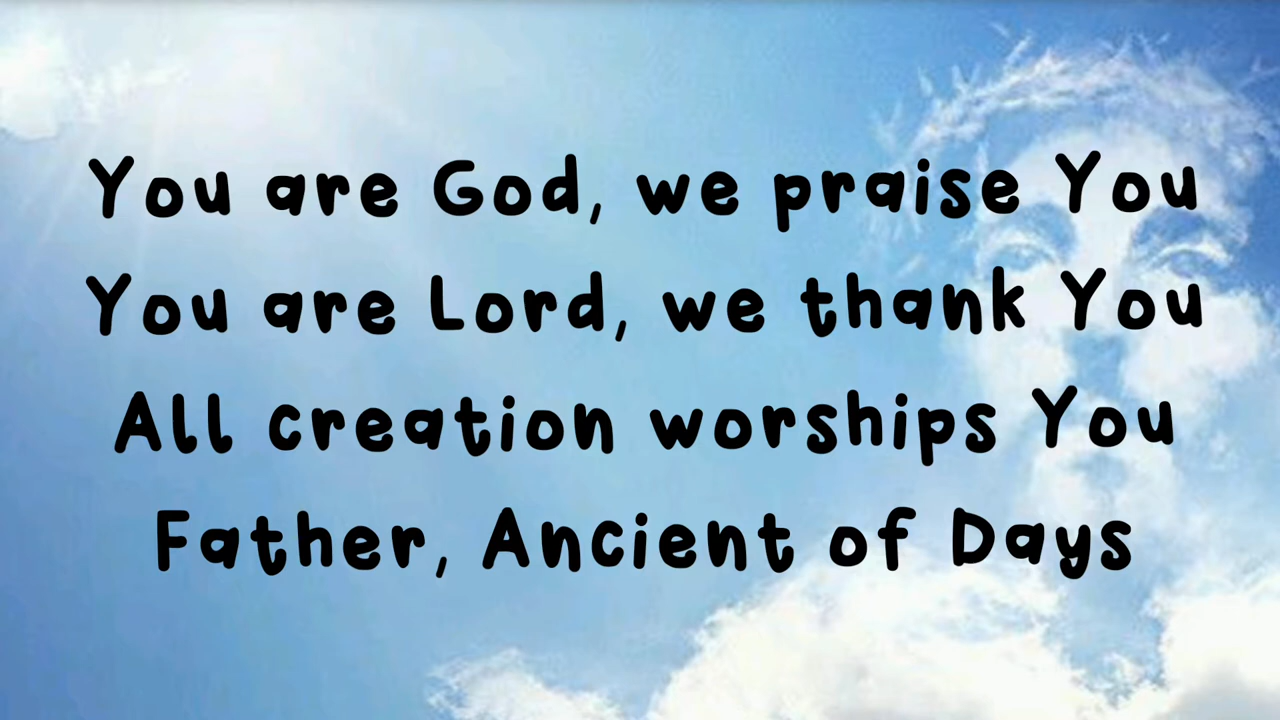 You are God, we praise You
You are Lord, we thank You
All creation worships You
Father, Ancient of Days